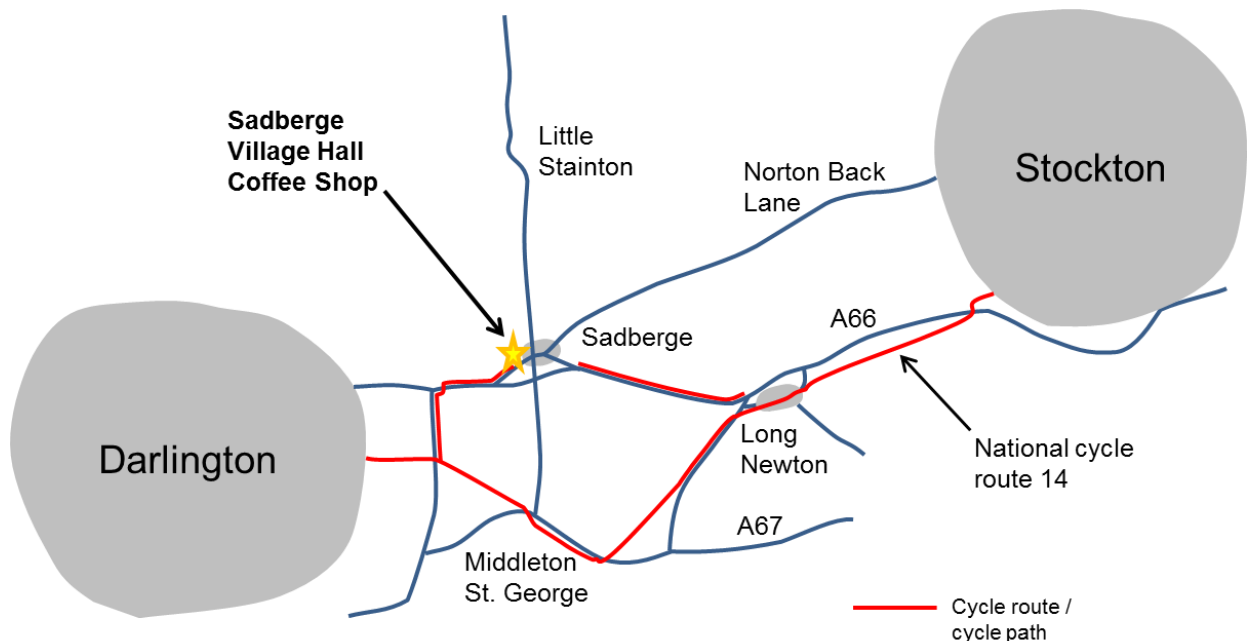 Sadberge
Village Hall
Coffee Shop
Little
Stainton
Norton Back
Lane
Stockton
Sadberge
A66
Darlington
Long
Newton
National cycle
route 14
A67
Middleton
St. George
Cycle route /
cycle path